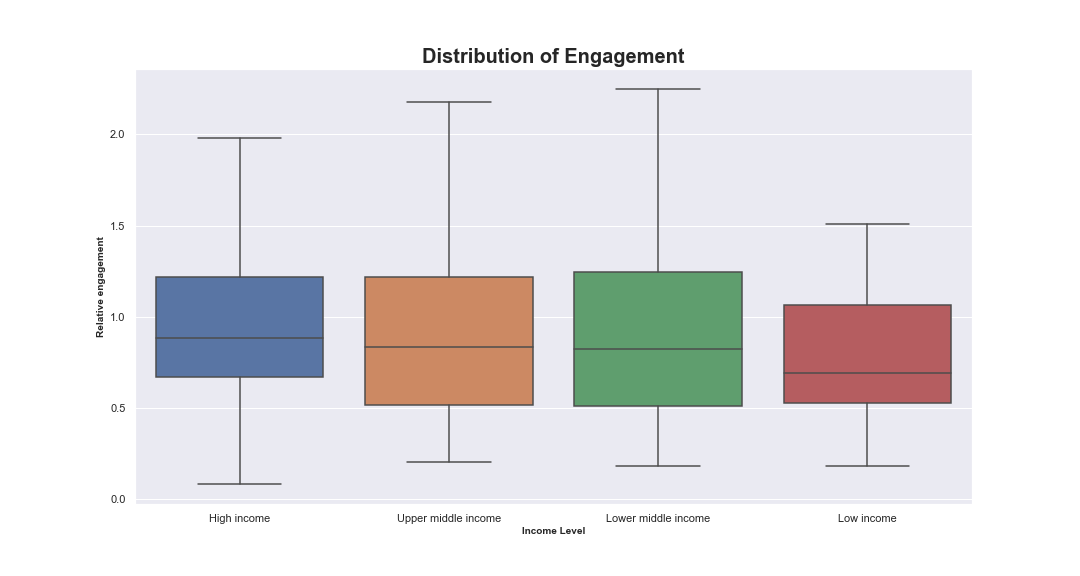 Distribution of Engagement
Relative engagement
2.0
1.5
1.0
0.5
0.0
High income
Upper middle income
Lower middle income
Low income
Income Level